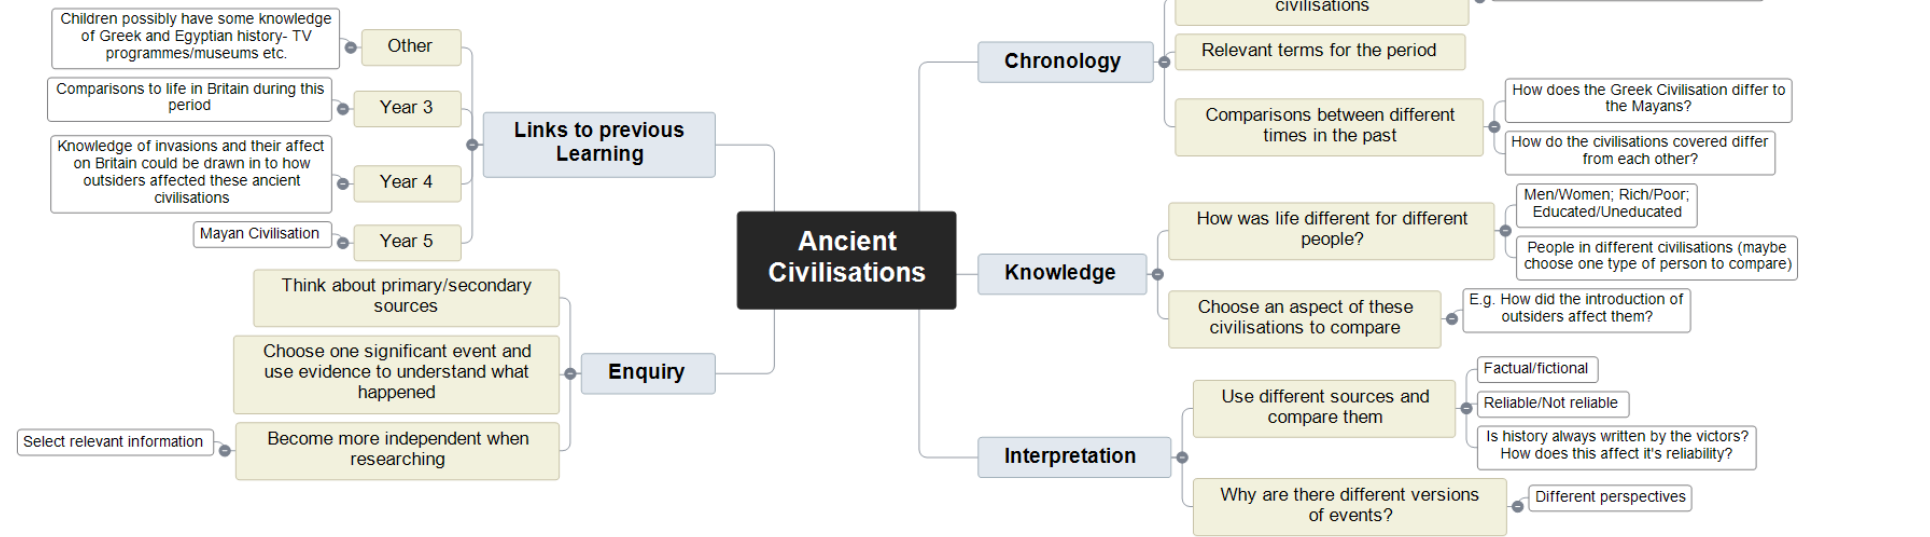 Children possibly have some knowledge
of Greek and Egyptian history- TV
programmes/museums etc.
Other
Comparisons to life in Britain during this
period
Year 3
Knowledge of invasions and their affect
on Britain could be drawn in to how
outsiders affected these ancient
civilisations
Year 4
Mayan Civilisation
Year 5
Links to previous
Learning
Think about primary/secondary
sources
Choose one significant event and
use evidence to understand what
happened
Select relevant information
Become more independent when
researching
Enquiry
Ancient
Civilisations
Chronology
civilisations
Relevant terms for the period
Comparisons between different
times in the past
How does the Greek Civilisation differ to
the Mayans?
How do the civilisations covered differ
from each other?
Knowledge
How was life different for different
people?
Men/Women; Rich/Poor;
Educated/Uneducated
People in different civilisations (maybe
choose one type of person to compare)
Choose an aspect of these
civilisations to compare
E.g. How did the introduction of
outsiders affect them?
Interpretation
Use different sources and
compare them
Factual/fictional
Reliable/Not reliable
Is history always written by the victors?
How does this affect it's reliability?
Why are there different versions
of events?
Different perspectives